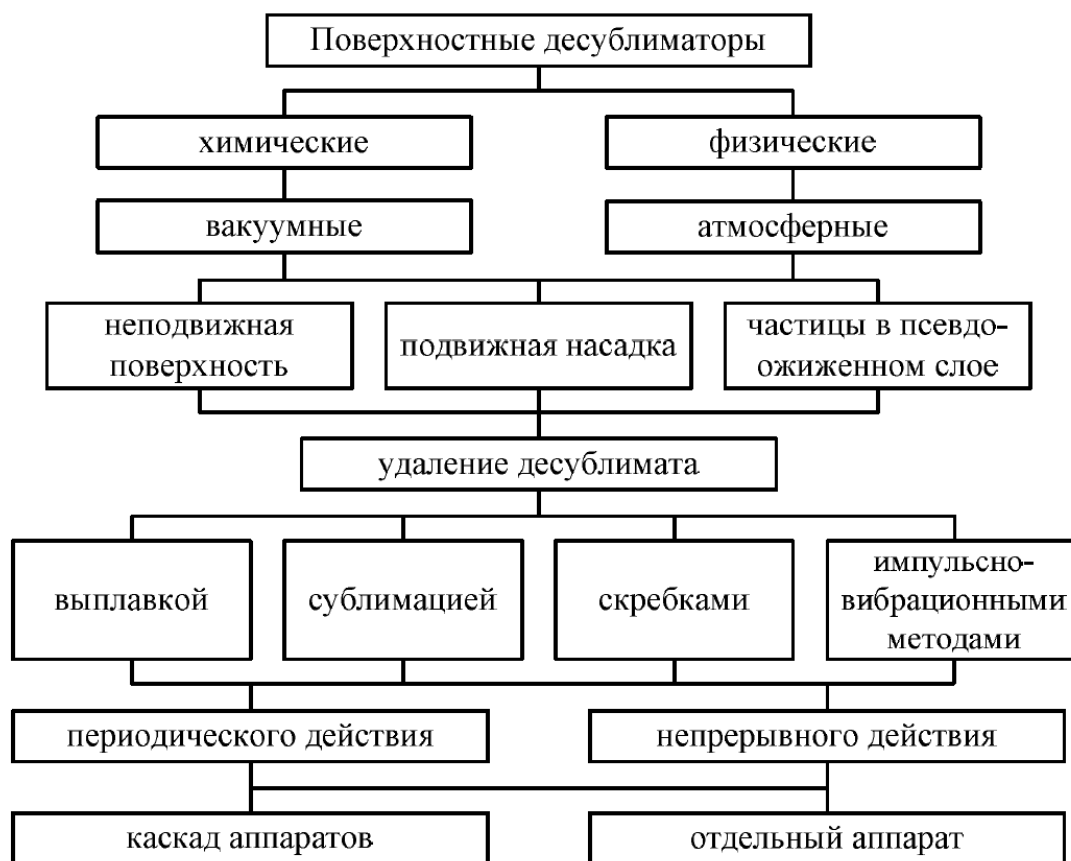 Поверхностные десублиматоры
химические
физические
вакуумные
атмосферные
неподвижная
поверхность
подвижная насадка
частицы в псевдо-
ожиженном слое
удаление десублимата
выплавкой
сублимацией
скребками
импульсно-
вибрационными
методами
периодического действия
непрерывного действия
каскад аппаратов
отдельный аппарат